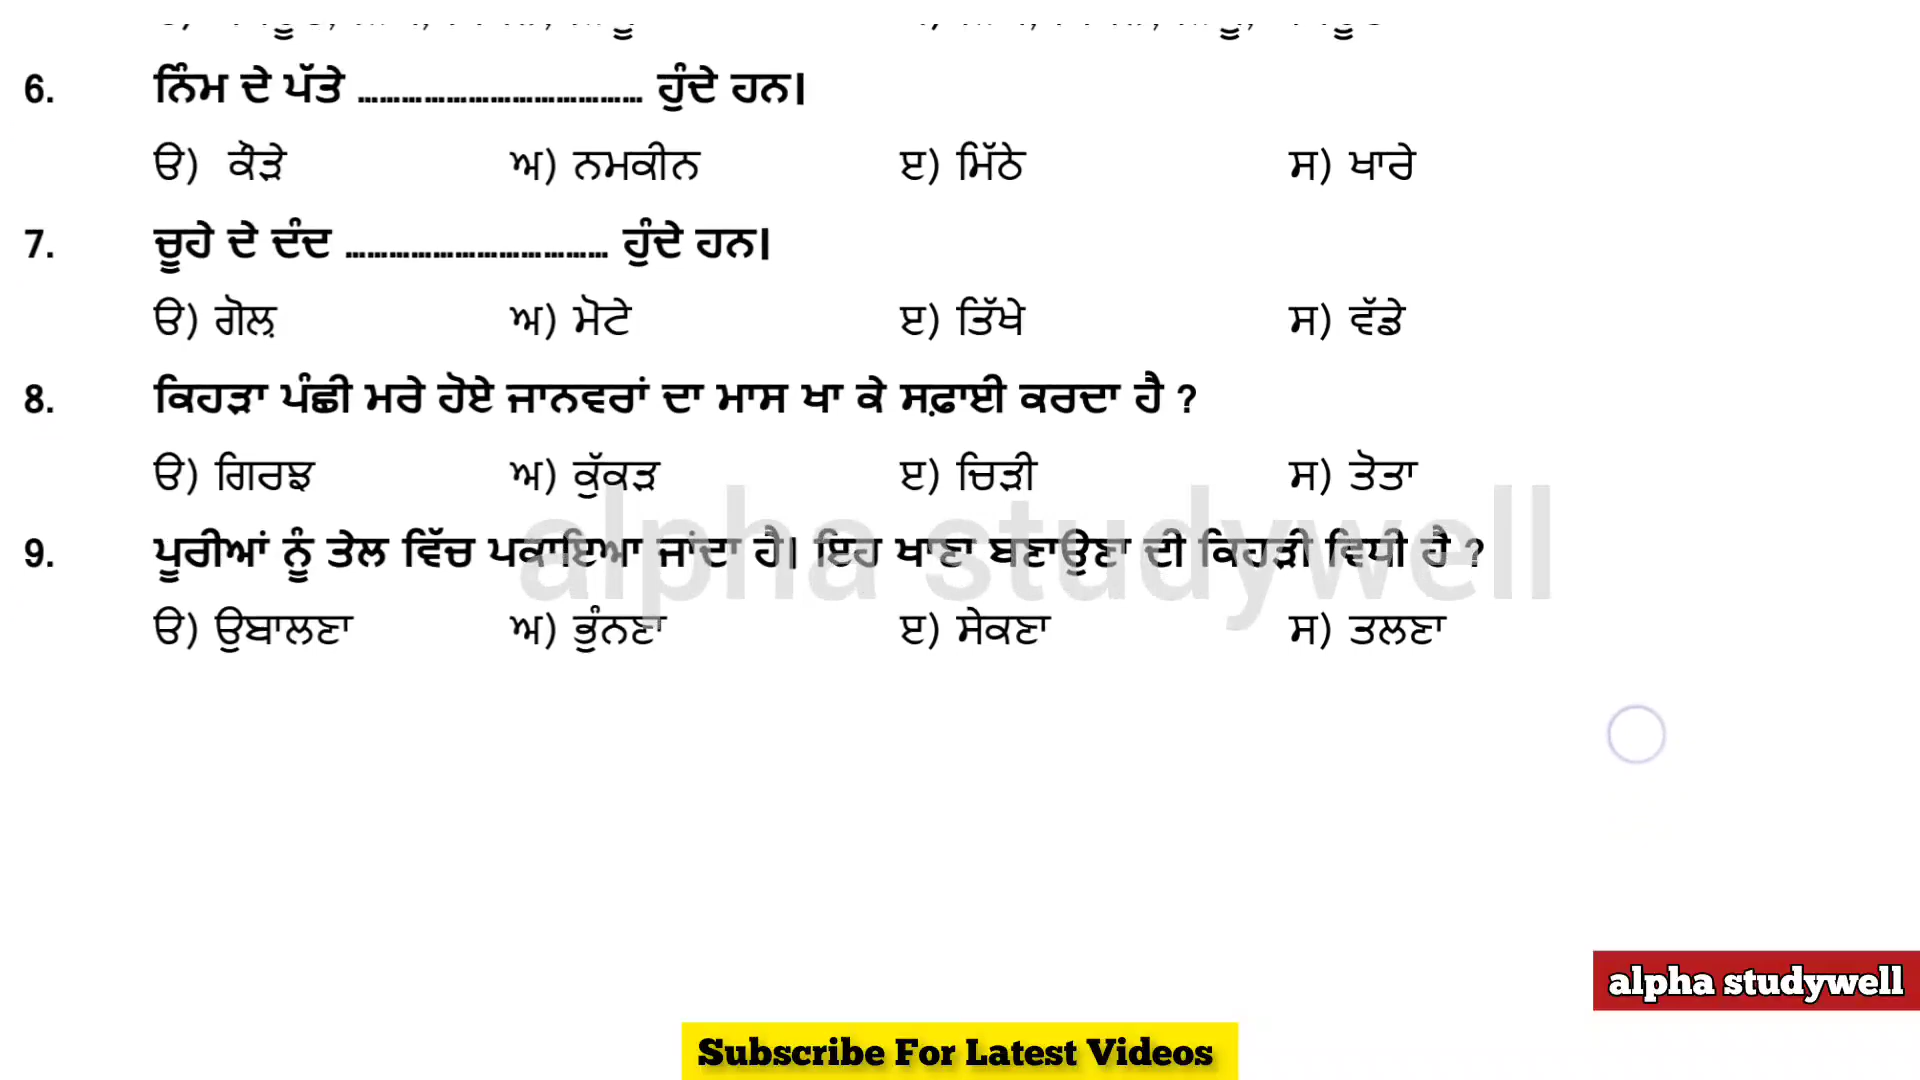 6. ਨਿੰਮ ਦੇ ਪੱਤੇ ....................................... ਹੁੰਦੇ ਹਨ।
ੳ) ਕੌੜੇ ਅ) ਨਮਕੀਨ ੲ) ਮਿੱਠੇ ਸ) ਖਾਰੇ
7. ਚੂਹੇ ਦੇ ਦੰਦ .................................... ਹੁੰਦੇ ਹਨ।
ੳ) ਗੋਲ਼ ਅ) ਮੋਟੇ ੲ) ਤਿੱਖੇ ਸ) ਵੱਡੇ
8. ਕਿਹੜਾ ਪੰਛੀ ਮਰੇ ਹੋਏ ਜਾਨਵਰਾਂ ਦਾ ਮਾਸ ਖਾ ਕੇ ਸਫ਼ਾਈ ਕਰਦਾ ਹੈ ?
ੳ) ਗਿਰਝ ਅ) ਕੁੱਕੜ ੲ) ਚਿੜੀ ਸ) ਤੋਤਾ
alpha studywell
9. ਪੂਰੀਆਂ ਨੂੰ ਤੇਲ ਵਿੱਚ ਪਕਾਇਆ ਜਾਂਦਾ ਹੈ। ਇਹ ਖਾਣਾ ਬਣਾਉਣਾ ਦੀ ਕਿਹੜੀ ਵਿਧੀ ਹੈ ?
ੳ) ਉਬਾਲਣਾ ਅ) ਭੁੰਨਣਾ ੲ) ਸੇਕਣਾ ਸ) ਤਲਣਾ
alpha studywell
Subscribe For Latest Videos